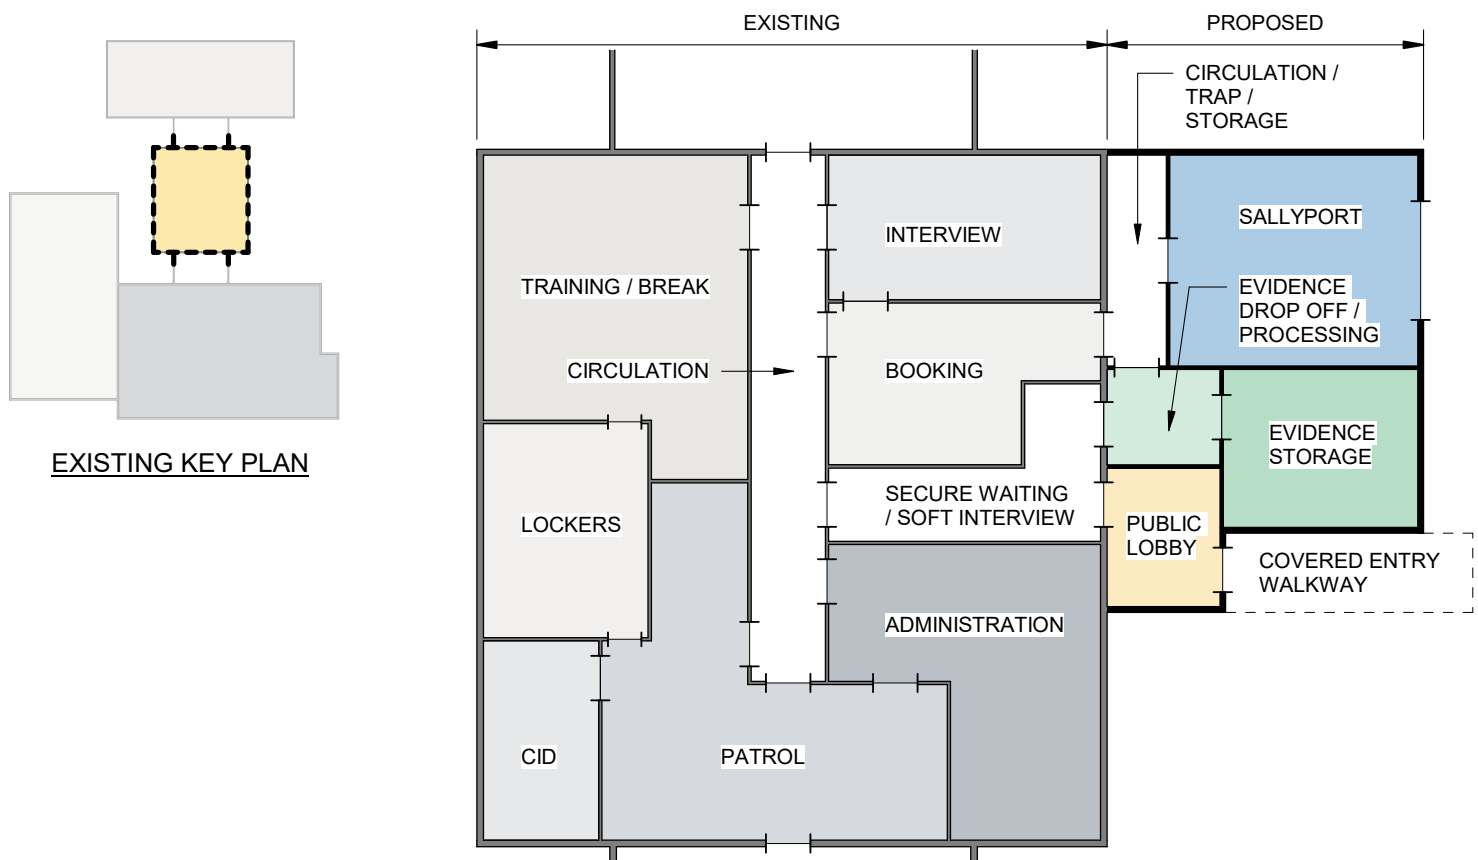 EXISTING
PROPOSED
CIRCULATION /
TRAP /
STORAGE
SALLYPORT
INTERVIEW
TRAINING / BREAK
EVIDENCE
DROP OFF /
PROCESSING
CIRCULATION
BOOKING
EVIDENCE
STORAGE
EXISTING KEY PLAN
LOCKERS
SECURE WAITING
/ SOFT INTERVIEW
PUBLIC
LOBBY
COVERED ENTRY
WALKWAY
ADMINISTRATION
CID
PATROL